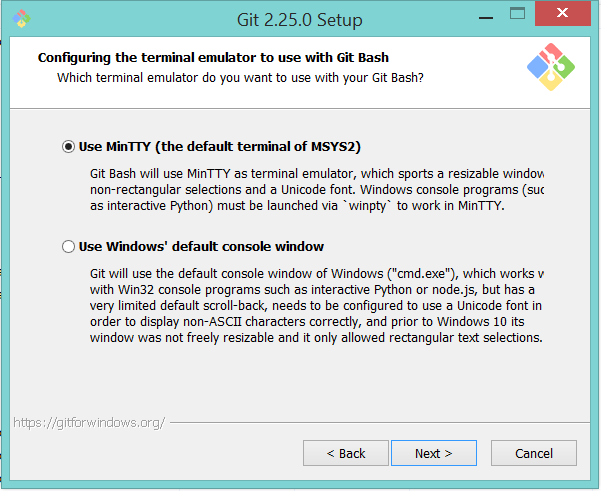 Git 2.25.0 Setup
Configuring the terminal emulator to use with Git Bash
Which terminal emulator do you want to use with your Git Bash?
Use MinTTY (the default terminal of MSYS2)
Git Bash will use MinTTY as terminal emulator, which sports a resizable window
non-rectangular selections and a Unicode font. Windows console programs (suc
as interactive Python) must be launched via `winpty` to work in MinTTY.
Use Windows' default console window
Git will use the default console window of Windows ("cmd.exe"), which works w
with Win32 console programs such as interactive Python or node.js, but has a
very limited default scroll-back, needs to be configured to use a Unicode font in
order to display non-ASCII characters correctly, and prior to Windows 10 its
window was not freely resizable and it only allowed rectangular text selections.
https://gitforwindows.org/
< Back
Next >
Cancel